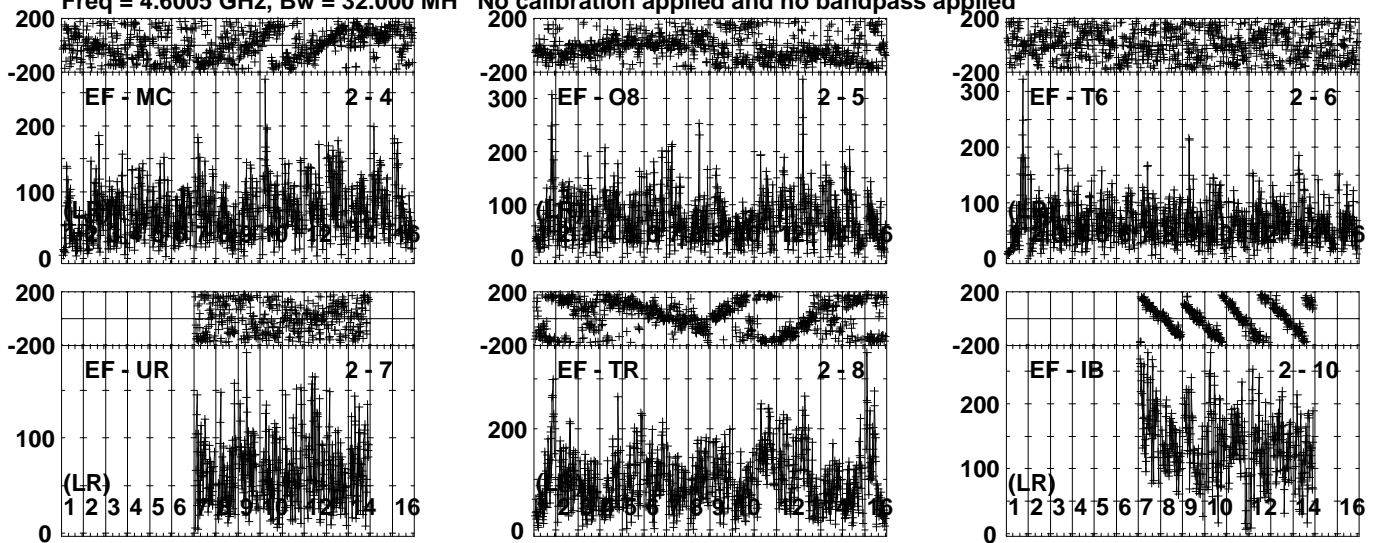 Freq = 4.6005 GHz, Bw = 32.000 MH No calibration applied and no bandpass applied
200
-200
EF - MC 2 - 4
200
100
0
200
-200
EF - O8 2 - 5
300
200
100
0
200
-200
EF - T6 2 - 6
300
200
100
0
200
-200
EF - UR 2 - 7
100
(LR)
1 2 3 4 5 6 7 8 9 10 12 14 16
0
200
-200
EF - TR 2 - 8
200
0
200
-200
EF - IB 2 - 10
200
100
(LR)
1 2 3 4 5 6 7 8 9 10 12 14 16
0